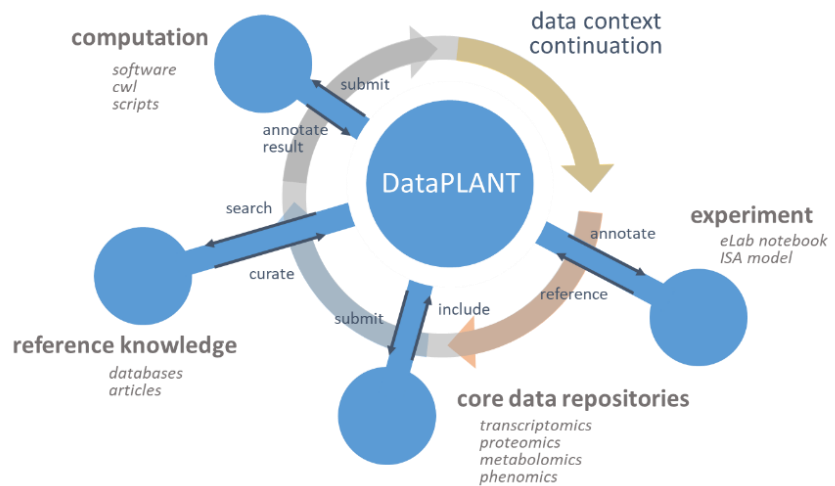 computation
software
cwl
scripts
data context
continuation
submit
annotate
result
DataPLANT
search
curate
experiment
eLab notebook
ISA model
annotate
reference
include
submit
reference knowledge
databases
articles
core data repositories
transcriptomics
proteomics
metabolomics
phenomics